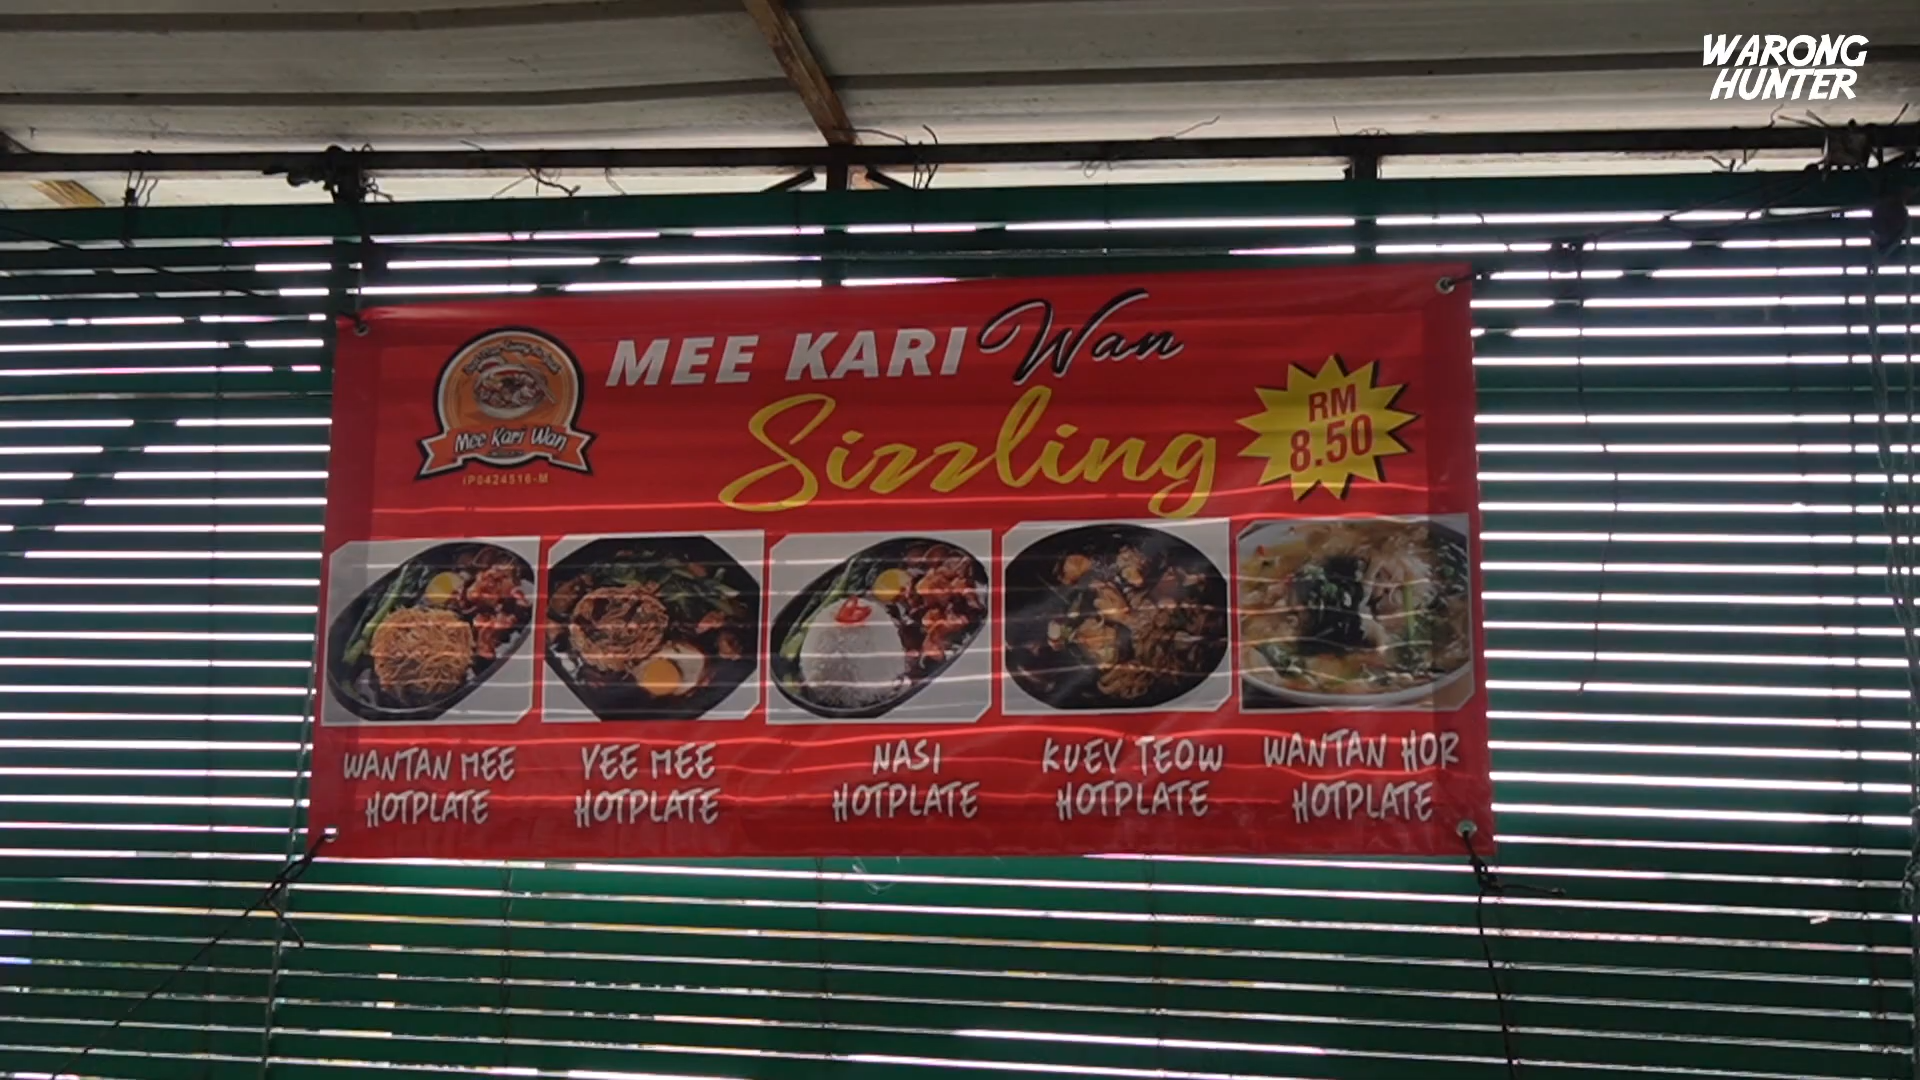 WARONG
HUNTER
MEE KARI Wan
Sizzling
RM
8.50
Mee Kari Wan
IP0424516-M
WANTAN MEE
HOTPLATE
YEE MEE
HOTPLATE
NASI
HOTPLATE
KUEY TEOW
HOTPLATE
WANTAN HOR
HOTPLATE